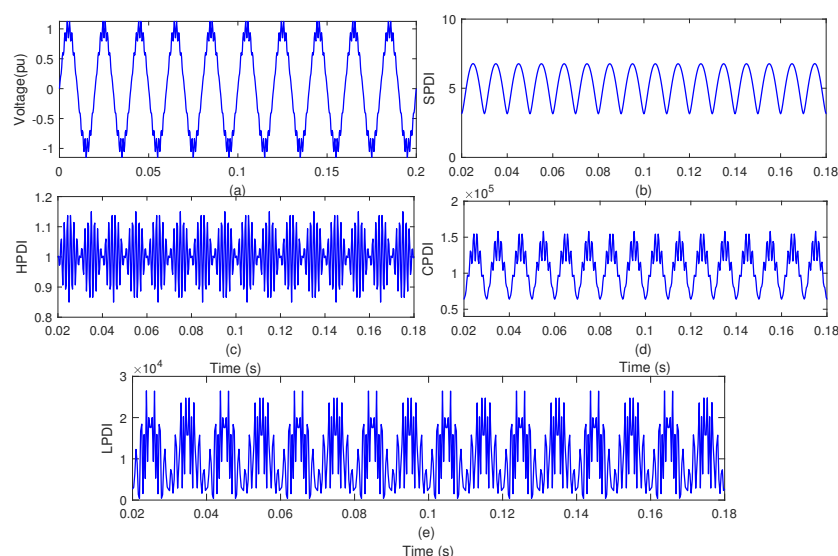 Voltage(pu)
1
0.5
0
-0.5
-1
0 0.05 0.1 0.15 0.2
(a)
SPDI
10
5
0
0.02 0.04 0.06 0.08 0.1 0.12 0.14 0.16 0.18
(b)
HPDI
1.2
1.1
1
0.9
0.8
0.02 0.04 0.06 0.08 0.1 0.12 0.14 0.16 0.18
(c)
Time (s)
CPDI
×10⁵
2
1.5
1
0.5
0.02 0.04 0.06 0.08 0.1 0.12 0.14 0.16 0.18
(d)
Time (s)
LPDI
×10⁴
3
2
1
0
0.02 0.04 0.06 0.08 0.1 0.12 0.14 0.16 0.18
(e)
Time (s)